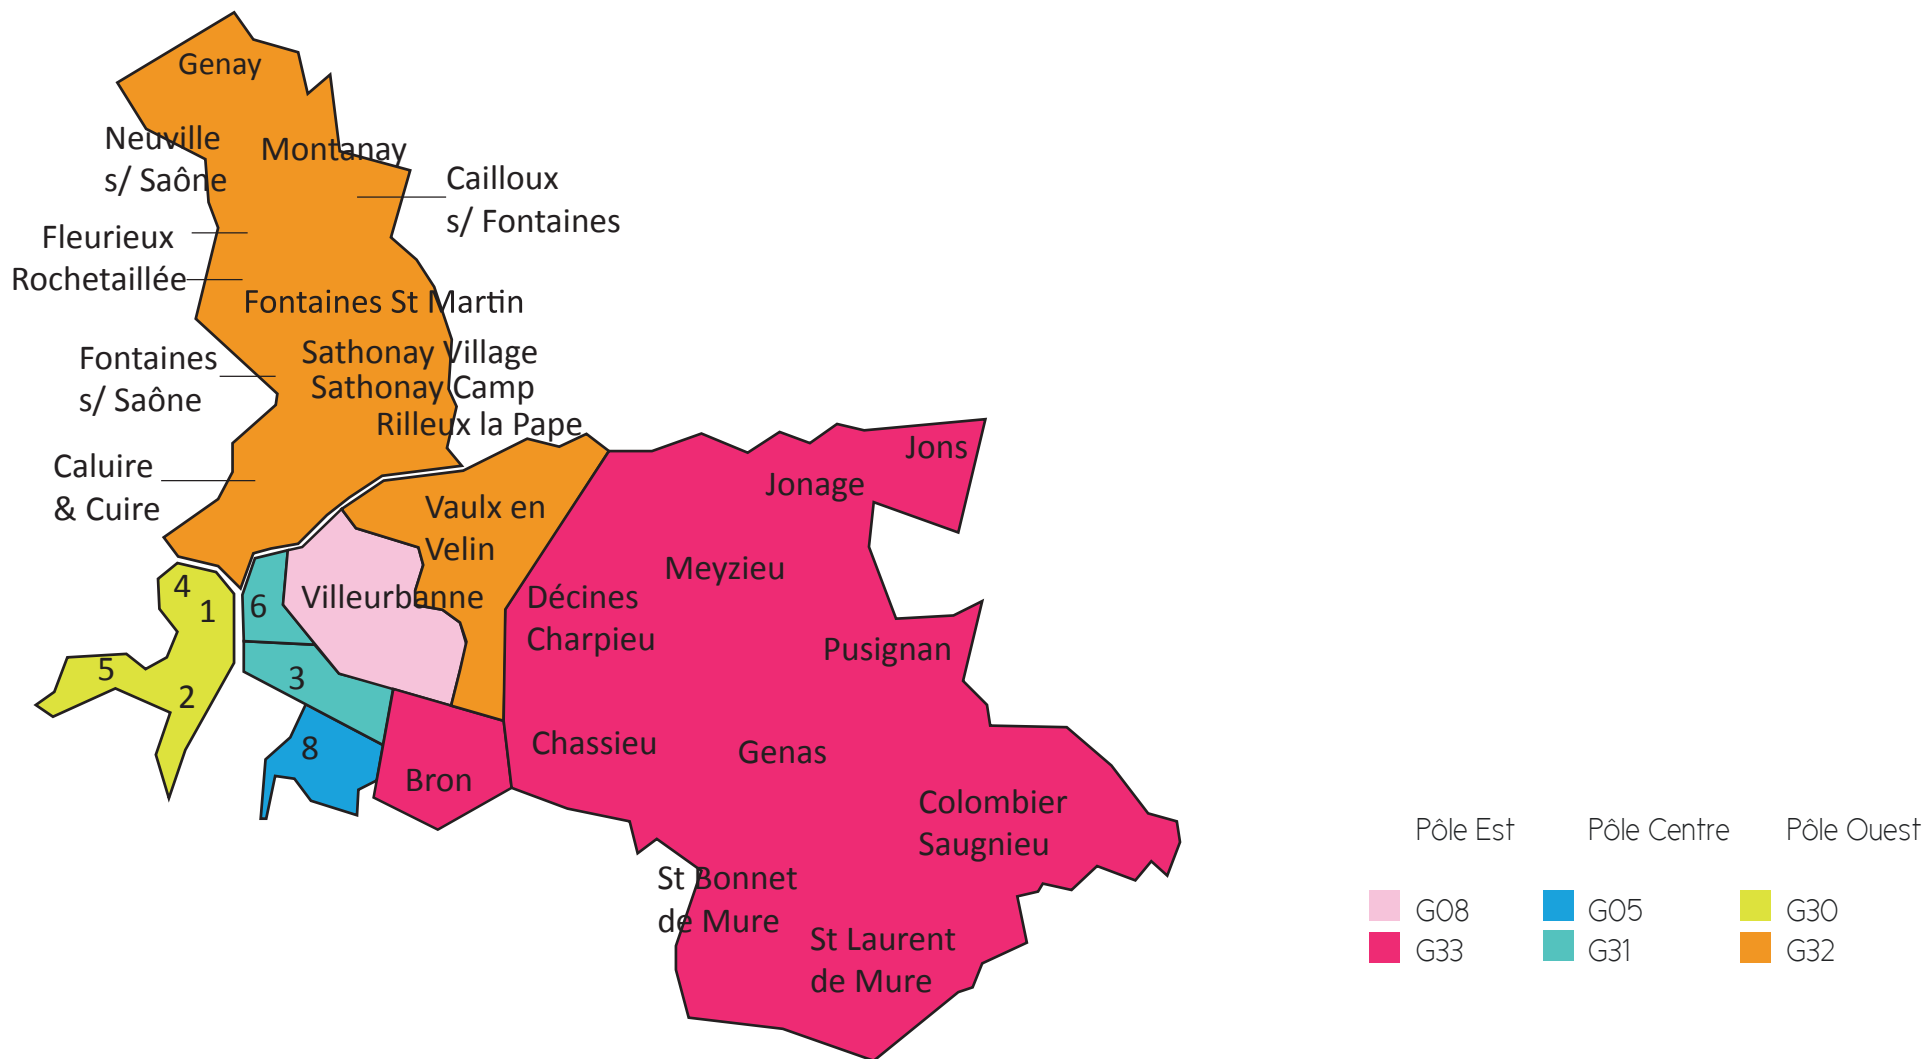 Genay
Neuville
s/ Saône
Montanay
Cailloux
s/ Fontaines
Fleurieux
Rochetaillée
Fontaines St Martin
Fontaines
s/ Saône
Sathonay Village
Sathonay Camp
Rilleux la Pape
Caluire
& Cuire
Vaulx en
Velin
Villeurbanne
Jons
Jonage
Meyzieu
Décines
Charpieu
Pusignan
4
1
6
5
2
3
8
Bron
Chassieu
Genas
Colombier
Saugnieu
St Bonnet
de Mure
St Laurent
de Mure
Pôle Est
G08
G33
Pôle Centre
G05
G31
Pôle Ouest
G30
G32